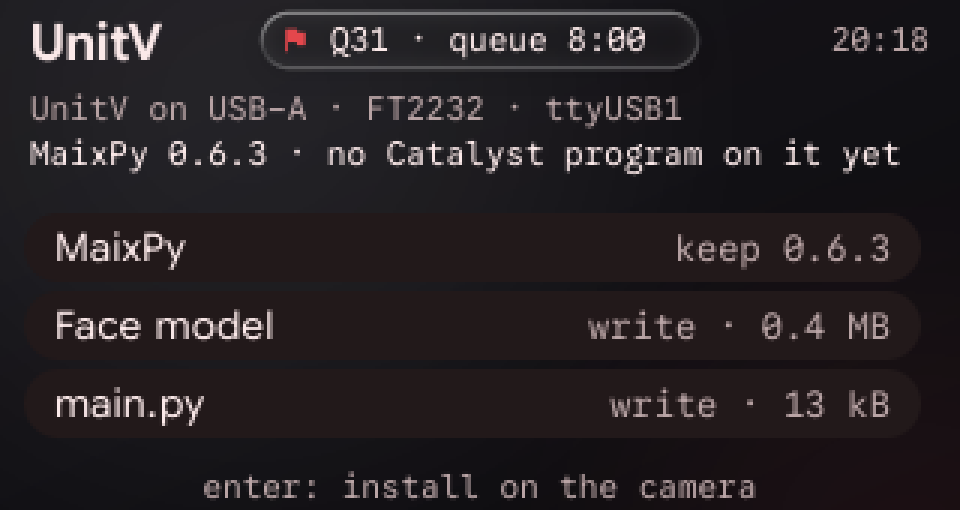 UnitV
Q31 · queue 8:00
20:18
UnitV on USB-A · FT2232 · ttyUSB1
MaixPy 0.6.3 · no Catalyst program on it yet
MaixPy keep 0.6.3
Face model write · 0.4 MB
main.py write · 13 kB
enter: install on the camera